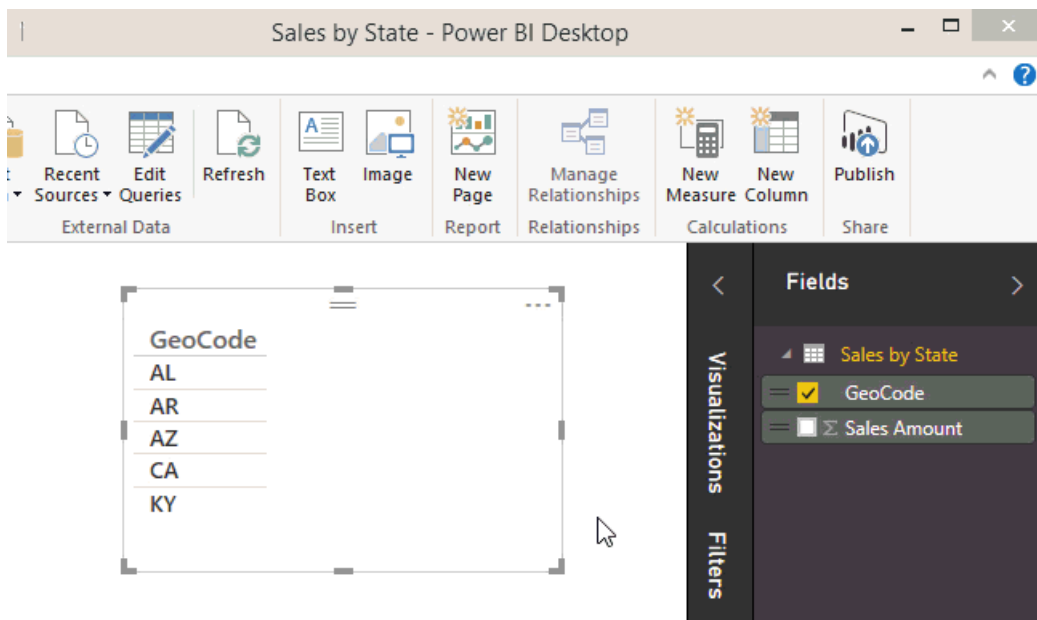 Sales by State - Power BI Desktop
Recent Sources
Edit Queries
Refresh
Text Box
Image
New Page
Manage Relationships
New Measure
New Column
Publish
External Data
Insert
Report
Relationships
Calculations
Share
GeoCode
AL
AR
AZ
CA
KY
Visualizations
Filters
Fields
Sales by State
GeoCode
Σ Sales Amount